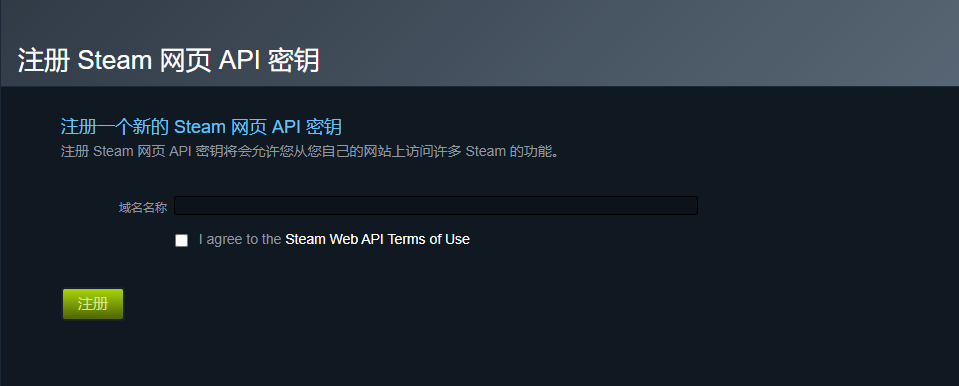 注册 Steam 网页 API 密钥
注册一个新的 Steam 网页 API 密钥
注册 Steam 网页 API 密钥将会允许您从您自己的网站上访问许多 Steam 的功能。
域名名称
I agree to the Steam Web API Terms of Use
注册